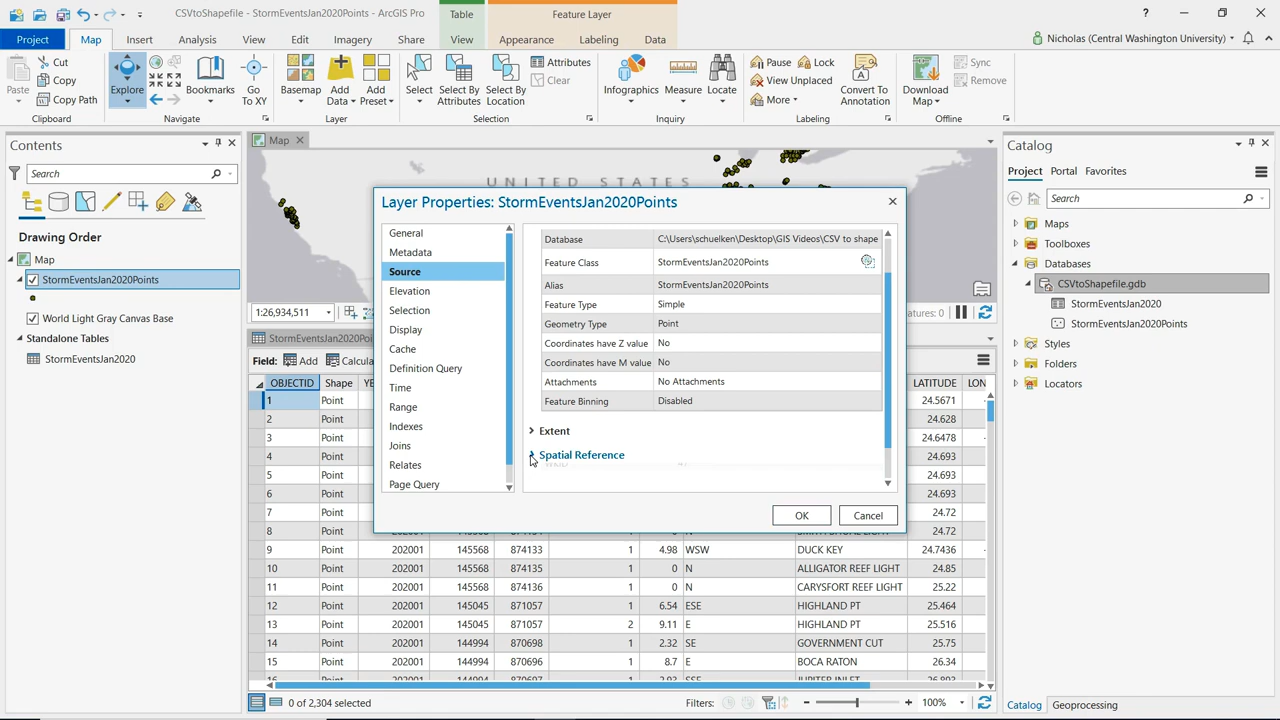 CSVtoShapefile - StormEventsJan2020Points - ArcGIS Pro
Table
Feature Layer
?
Project
Map
Insert
Analysis
View
Edit
Imagery
Share
View
Appearance
Labeling
Data
Nicholas (Central Washington University)
Paste
Cut
Copy
Copy Path
Clipboard
Explore
Bookmarks
Go
To XY
Navigate
Basemap
Add
Data
Add
Preset
Layer
Select
Select By
Attributes
Select By
Location
Attributes
Clear
Selection
Infographics
Measure
Locate
Inquiry
Pause
Lock
View Unplaced
More
Convert To
Annotation
Labeling
Download
Map
Sync
Remove
Offline
Contents
Search
Drawing Order
Map
StormEventsJan2020Points
World Light Gray Canvas Base
Standalone Tables
StormEventsJan2020
Map
UNITED STATES
1:26,934,511
Layer Properties: StormEventsJan2020Points
General
Metadata
Source
Elevation
Selection
Display
Cache
Definition Query
Time
Range
Indexes
Joins
Relates
Page Query
Database C:\Users\schuelken\Desktop\GIS Videos\CSV to shape
Feature Class StormEventsJan2020Points
Alias StormEventsJan2020Points
Feature Type Simple
Geometry Type Point
Coordinates have Z value No
Coordinates have M value No
Attachments No Attachments
Feature Binning Disabled
Extent
Spatial Reference
OK
Cancel
Field: Add
OBJECTID Shape LATITUDE
1 Point 24.5671
2 Point 24.628
3 Point 24.6478
4 Point 24.693
5 Point 24.693
6 Point 24.693
7 Point 24.72
8 Point 24.72
9 Point 202001 145568 874133 1 4.98 WSW DUCK KEY 24.7436
10 Point 202001 145568 874135 1 0 N ALLIGATOR REEF LIGHT 24.85
11 Point 202001 145568 874136 1 0 N CARYSFORT REEF LIGHT 25.22
12 Point 202001 145045 871057 1 6.54 ESE HIGHLAND PT 25.464
13 Point 202001 145045 871057 2 9.11 E HIGHLAND PT 25.516
14 Point 202001 144994 870698 1 2.32 SE GOVERNMENT CUT 25.75
15 Point 202001 144994 870696 1 8.7 E BOCA RATON 26.34
0 of 2,304 selected
Filters:
100%
Catalog
Project
Portal
Favorites
Search
Maps
Toolboxes
Databases
CSVtoShapefile.gdb
StormEventsJan2020
StormEventsJan2020Points
Styles
Folders
Locators
Catalog
Geoprocessing